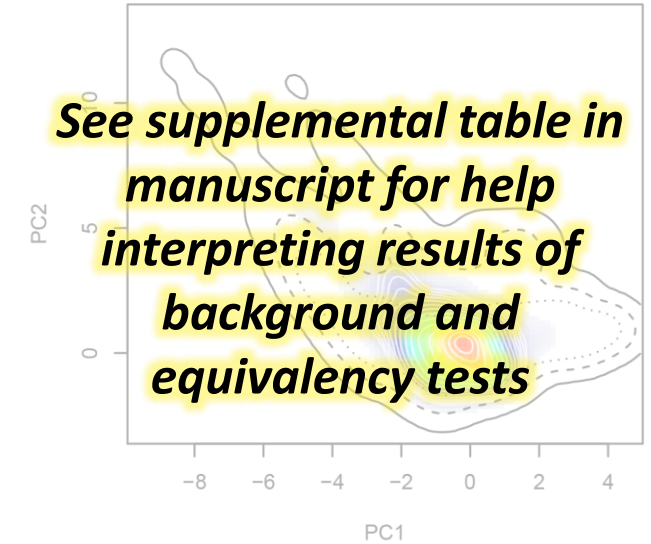 See supplemental table in
manuscript for help
interpreting results of
background and
equivalency tests
PC2
10
5
0
−8 −6 −4 −2 0 2 4
PC1